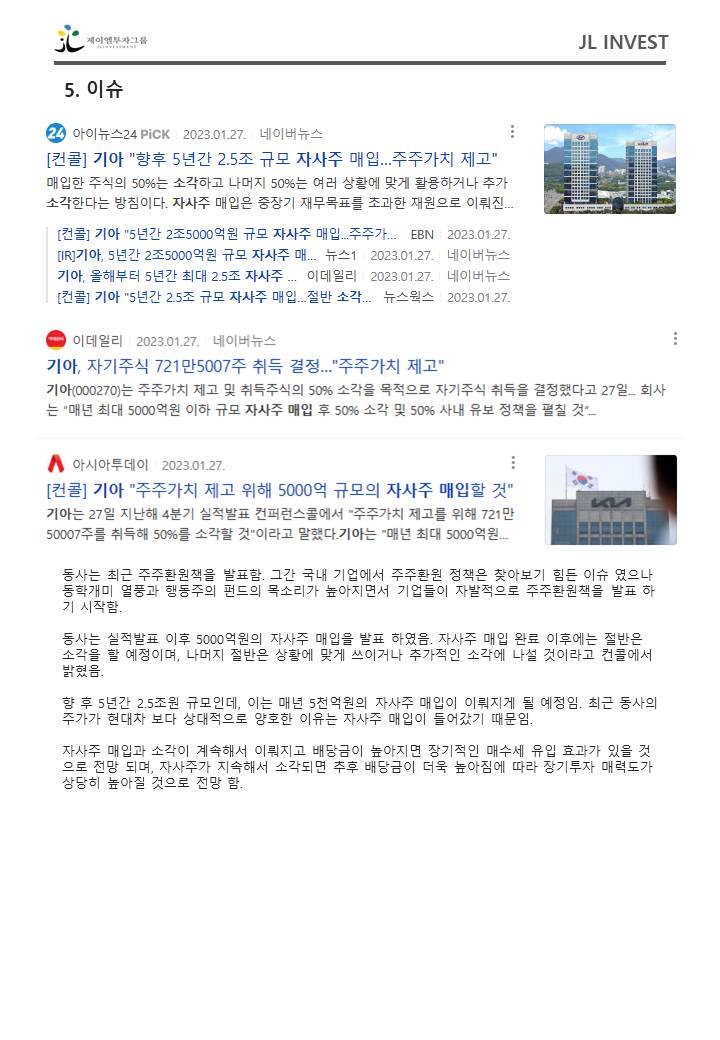 제이엘투자그룹
JL INVESTMENT
JL INVEST
5. 이슈
24 아이뉴스24 PiCK 2023.01.27. 네이버뉴스
[컨콜] 기아 "향후 5년간 2.5조 규모 자사주 매입...주주가치 제고"
매입한 주식의 50%는 소각하고 나머지 50%는 여러 상황에 맞게 활용하거나 추가
소각한다는 방침이다. 자사주 매입은 중장기 재무목표를 초과한 재원으로 이뤄진...
[컨콜] 기아 "5년간 2조5000억원 규모 자사주 매입...주주가... EBN 2023.01.27.
[IR]기아, 5년간 2조5000억원 규모 자사주 매... 뉴스1 2023.01.27. 네이버뉴스
기아, 올해부터 5년간 최대 2.5조 자사주 ... 이데일리 2023.01.27. 네이버뉴스
[컨콜] 기아 "5년간 2.5조 규모 자사주 매입...절반 소각... 뉴스웍스 2023.01.27.
이데일리 2023.01.27. 네이버뉴스
기아, 자기주식 721만5007주 취득 결정..."주주가치 제고"
기아(000270)는 주주가치 제고 및 취득주식의 50% 소각을 목적으로 자기주식 취득을 결정했다고 27일... 회사
는 "매년 최대 5000억원 이하 규모 자사주 매입 후 50% 소각 및 50% 사내 유보 정책을 펼칠 것"...
아시아투데이 2023.01.27.
[컨콜] 기아 "주주가치 제고 위해 5000억 규모의 자사주 매입할 것"
기아는 27일 지난해 4분기 실적발표 컨퍼런스콜에서 "주주가치 제고를 위해 721만
50007주를 취득해 50%를 소각할 것"이라고 말했다.기아는 "매년 최대 5000억원...
동사는 최근 주주환원책을 발표함. 그간 국내 기업에서 주주환원 정책은 찾아보기 힘든 이슈 였으나
동학개미 열풍과 행동주의 펀드의 목소리가 높아지면서 기업들이 자발적으로 주주환원책을 발표 하
기 시작함.
동사는 실적발표 이후 5000억원의 자사주 매입을 발표 하였음. 자사주 매입 완료 이후에는 절반은
소각을 할 예정이며, 나머지 절반은 상황에 맞게 쓰이거나 추가적인 소각에 나설 것이라고 컨콜에서
밝혔음.
향 후 5년간 2.5조원 규모인데, 이는 매년 5천억원의 자사주 매입이 이뤄지게 될 예정임. 최근 동사의
주가가 현대차 보다 상대적으로 양호한 이유는 자사주 매입이 들어갔기 때문임.
자사주 매입과 소각이 계속해서 이뤄지고 배당금이 높아지면 장기적인 매수세 유입 효과가 있을 것
으로 전망 되며, 자사주가 지속해서 소각되면 추후 배당금이 더욱 높아짐에 따라 장기투자 매력도가
상당히 높아질 것으로 전망 함.